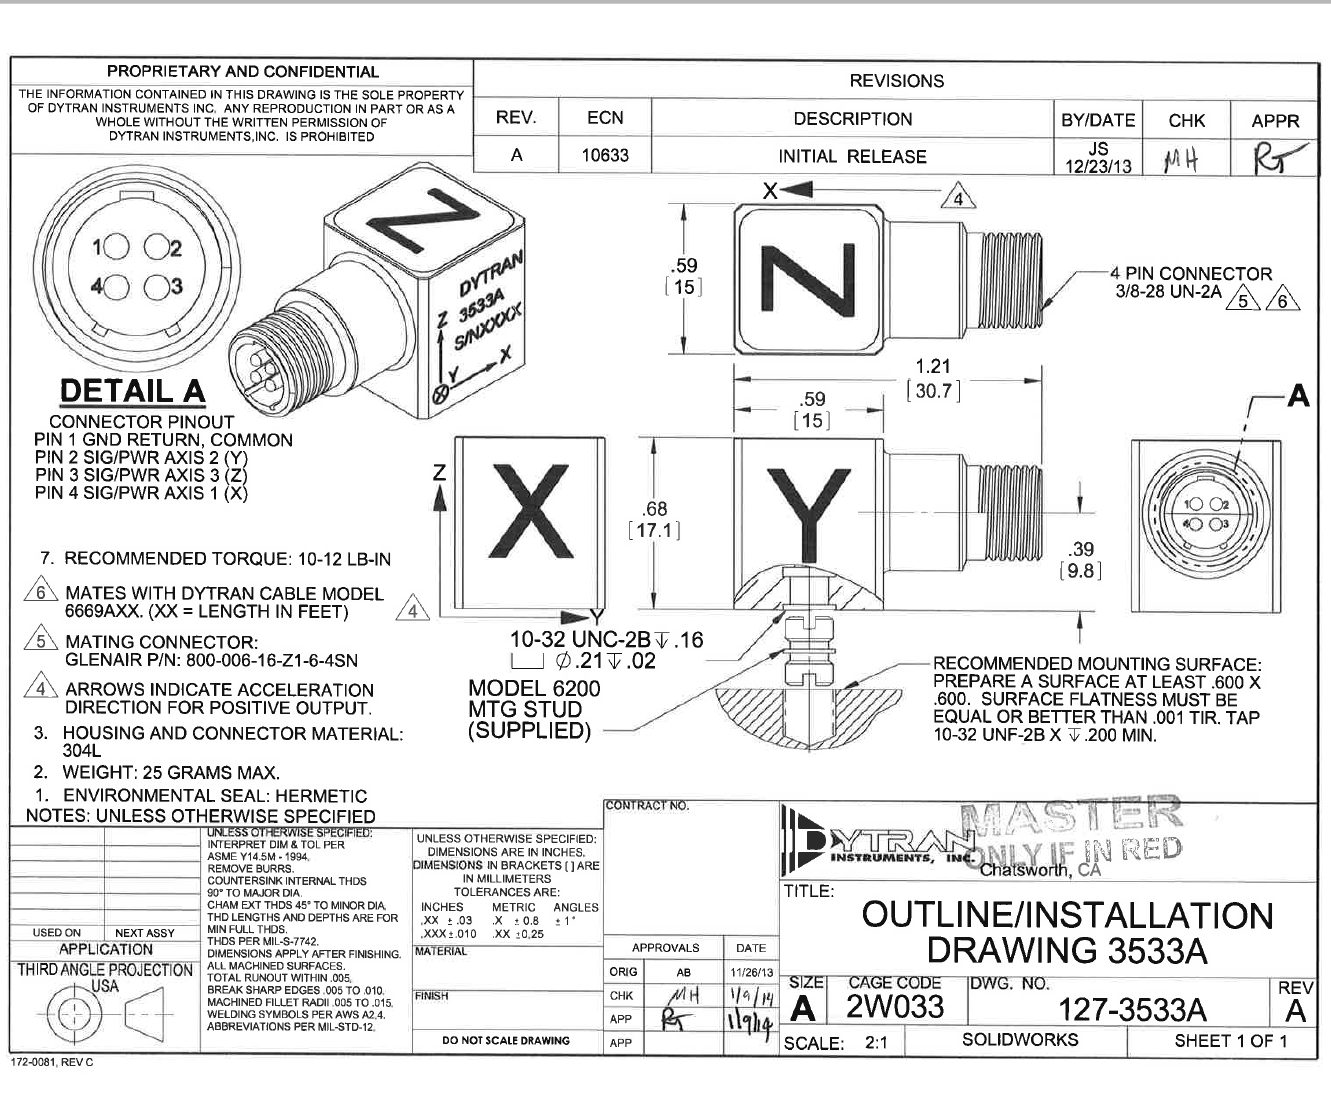 PROPRIETARY AND CONFIDENTIAL
THE INFORMATION CONTAINED IN THIS DRAWING IS THE SOLE PROPERTY
OF DYTRAN INSTRUMENTS INC. ANY REPRODUCTION IN PART OR AS A
WHOLE WITHOUT THE WRITTEN PERMISSION OF
DYTRAN INSTRUMENTS,INC. IS PROHIBITED
REVISIONS
REV. ECN DESCRIPTION BY/DATE CHK APPR
A 10633 INITIAL RELEASE JS 12/23/13 MH RT
1 2
4 3
DETAIL A
CONNECTOR PINOUT
PIN 1 GND RETURN, COMMON
PIN 2 SIG/PWR AXIS 2 (Y)
PIN 3 SIG/PWR AXIS 3 (Z)
PIN 4 SIG/PWR AXIS 1 (X)
Z
DYTRAN
3533A
S/NXXXX
Z
Y
X
X
4
Z
.59
[15]
4 PIN CONNECTOR
3/8-28 UN-2A
5 6
1.21
[30.7]
.59
[15]
A
Z
X
Y
4
.68
[17.1]
Y
.39
[9.8]
1 2
4 3
10-32 UNC-2B↧.16
⌴ ⌀.21↧.02
MODEL 6200
MTG STUD
(SUPPLIED)
RECOMMENDED MOUNTING SURFACE:
PREPARE A SURFACE AT LEAST .600 X
.600. SURFACE FLATNESS MUST BE
EQUAL OR BETTER THAN .001 TIR. TAP
10-32 UNF-2B X ↧.200 MIN.
7. RECOMMENDED TORQUE: 10-12 LB-IN
6 MATES WITH DYTRAN CABLE MODEL
6669AXX. (XX = LENGTH IN FEET)
5 MATING CONNECTOR:
GLENAIR P/N: 800-006-16-Z1-6-4SN
4 ARROWS INDICATE ACCELERATION
DIRECTION FOR POSITIVE OUTPUT.
3. HOUSING AND CONNECTOR MATERIAL:
304L
2. WEIGHT: 25 GRAMS MAX.
1. ENVIRONMENTAL SEAL: HERMETIC
NOTES: UNLESS OTHERWISE SPECIFIED
USED ON NEXT ASSY
APPLICATION
THIRD ANGLE PROJECTION
USA
UNLESS OTHERWISE SPECIFIED:
INTERPRET DIM & TOL PER
ASME Y14.5M - 1994.
REMOVE BURRS.
COUNTERSINK INTERNAL THDS
90° TO MAJOR DIA.
CHAM EXT THDS 45° TO MINOR DIA.
THD LENGTHS AND DEPTHS ARE FOR
MIN FULL THDS.
THDS PER MIL-S-7742.
DIMENSIONS APPLY AFTER FINISHING.
ALL MACHINED SURFACES.
TOTAL RUNOUT WITHIN .005.
BREAK SHARP EDGES .005 TO .010.
MACHINED FILLET RADII .005 TO .015.
WELDING SYMBOLS PER AWS A2.4.
ABBREVIATIONS PER MIL-STD-12.
UNLESS OTHERWISE SPECIFIED:
DIMENSIONS ARE IN INCHES.
DIMENSIONS IN BRACKETS [ ] ARE
IN MILLIMETERS
TOLERANCES ARE:
INCHES METRIC ANGLES
.XX ± .03 .X ± 0.8 ± 1°
.XXX± .010 .XX ±0.25
MATERIAL
FINISH
DO NOT SCALE DRAWING
CONTRACT NO.
APPROVALS DATE
ORIG AB 11/26/13
CHK MH 1/9/14
APP RT 1/9/14
APP
DYTRAN
INSTRUMENTS, INC.
Chatsworth, CA
MASTER
ONLY IF IN RED
TITLE:
OUTLINE/INSTALLATION
DRAWING 3533A
SIZE CAGE CODE DWG. NO. REV
A 2W033 127-3533A A
SCALE: 2:1 SOLIDWORKS SHEET 1 OF 1
172-0081, REV C